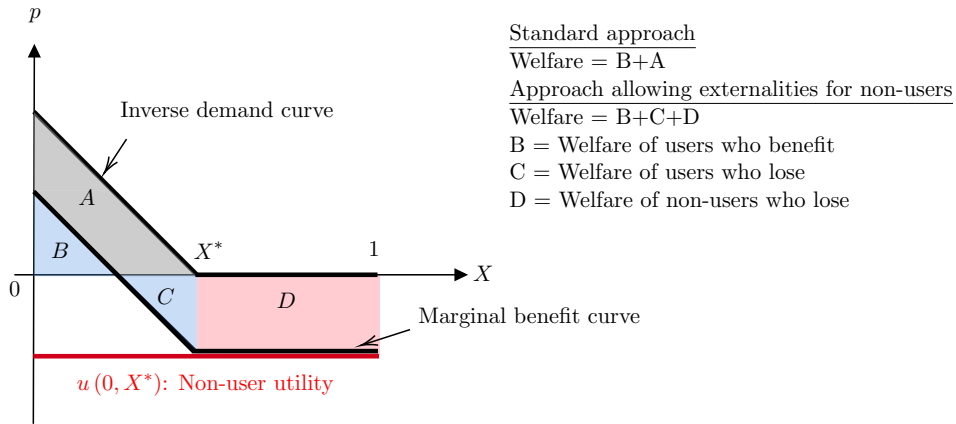 p
Standard approach
Welfare = B+A
Approach allowing externalities for non-users
Welfare = B+C+D
B = Welfare of users who benefit
C = Welfare of users who lose
D = Welfare of non-users who lose
Inverse demand curve
A
B
X*
1
X
0
C
D
Marginal benefit curve
u (0, X*): Non-user utility